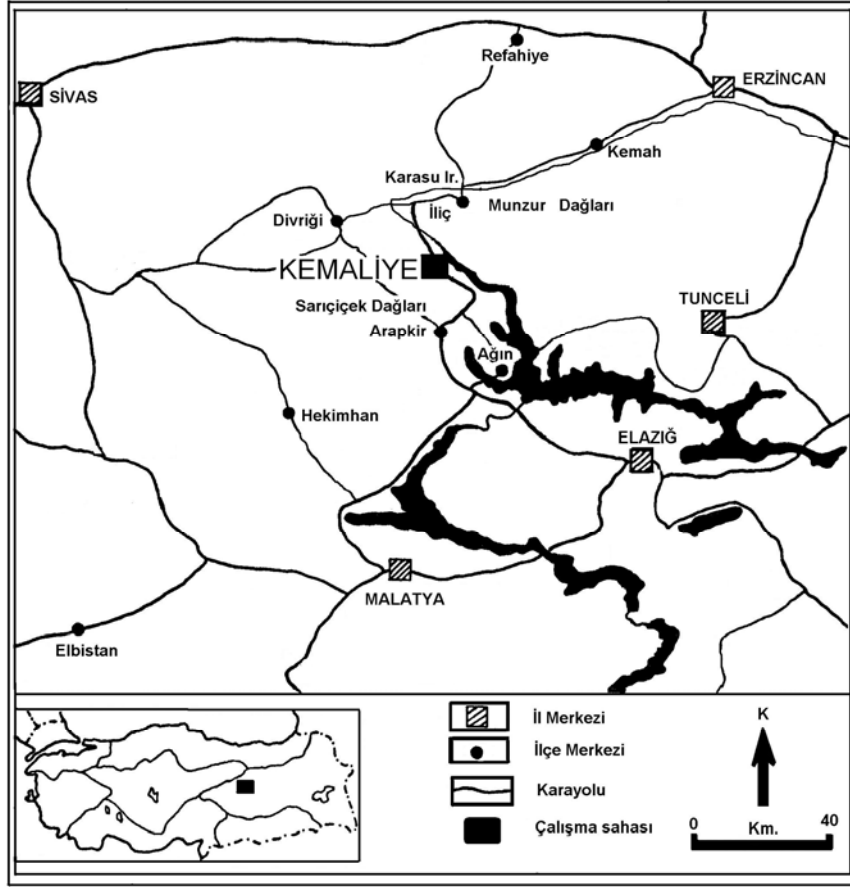 Refahiye
ERZİNCAN
SİVAS
Kemah
Karasu Ir.
İliç
Munzur Dağları
Divriği
KEMALİYE
Sarıçiçek Dağları
TUNCELİ
Arapkir
Ağın
Hekimhan
ELAZIĞ
MALATYA
Elbistan
İl Merkezi
İlçe Merkezi
Karayolu
Çalışma sahası
K
0 Km. 40